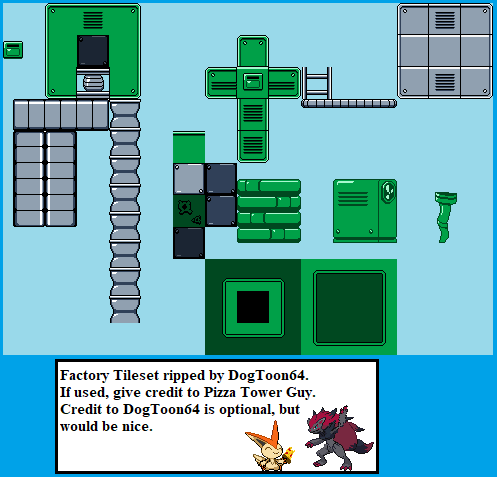 Factory Tileset ripped by DogToon64.
If used, give credit to Pizza Tower Guy.
Credit to DogToon64 is optional, but
would be nice.